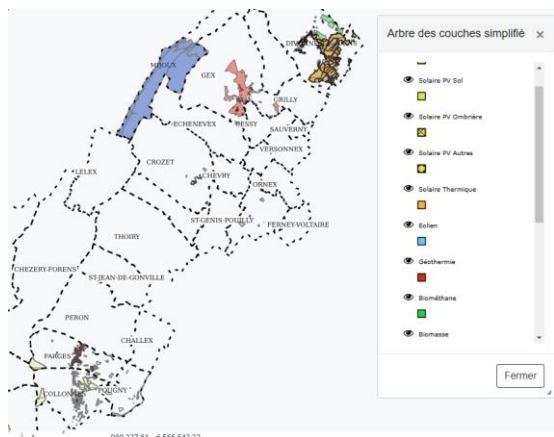 DIVONNE
MIJOUX
GEX
GRILLY
ECHENEVEX
CESSY
SAUVERNY
VERSONNEX
LELEX
CROZET
CHEVRY
ORNEX
ST-GENIS-POUILLY
FERNEY-VOLTAIRE
THOIRY
CHEZERY-FORENS
ST-JEAN-DE-GONVILLE
PERON
CHALLEX
FARGES
COLLONGES
POUGNY
Arbre des couches simplifié ×
Solaire PV Sol
Solaire PV Ombrière
Solaire PV Autres
Solaire Thermique
Eolien
Géothermie
Biométhane
Biomasse
Fermer